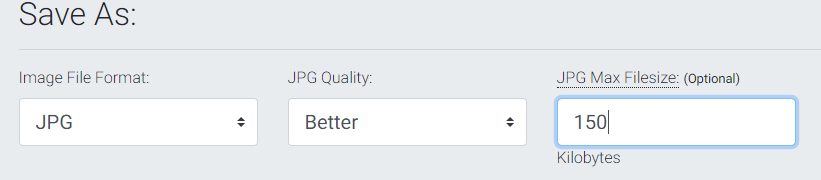 Save As:
Image File Format: JPG Quality: JPG Max Filesize: (Optional)
JPG Better 150
Kilobytes